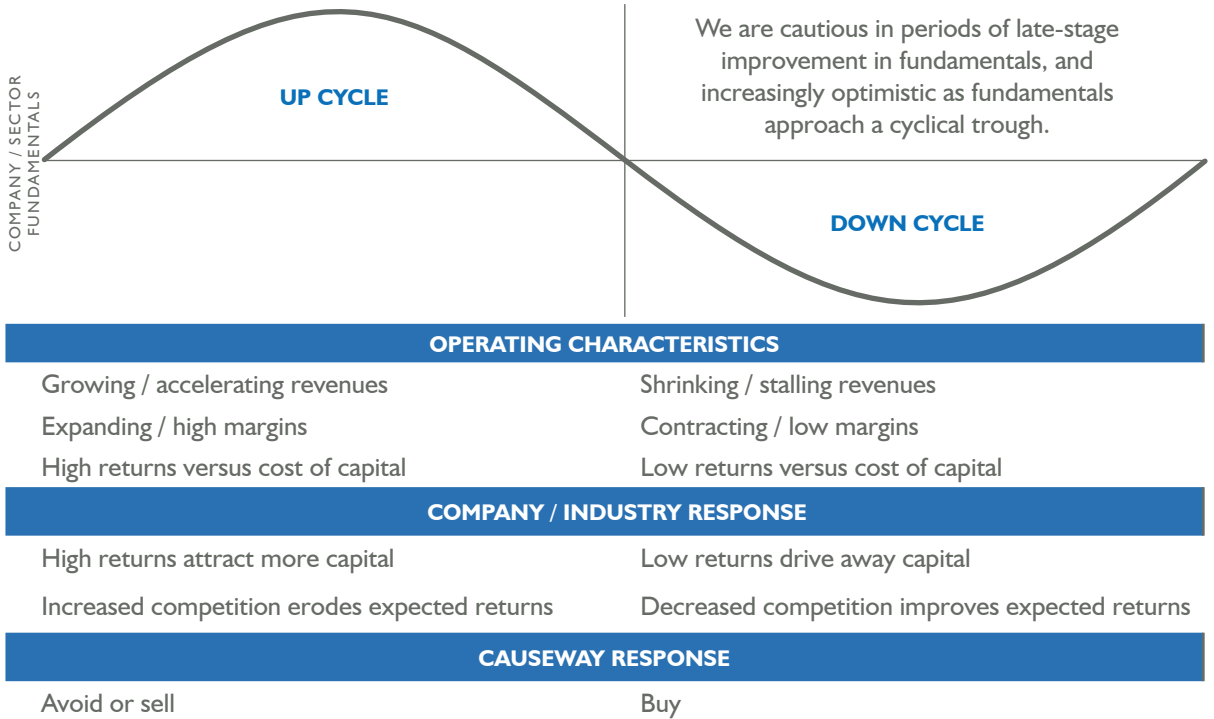 COMPANY / SECTOR
FUNDAMENTALS
UP CYCLE
We are cautious in periods of late-stage
improvement in fundamentals, and
increasingly optimistic as fundamentals
approach a cyclical trough.
DOWN CYCLE
OPERATING CHARACTERISTICS
Growing / accelerating revenues
Shrinking / stalling revenues
Expanding / high margins
Contracting / low margins
High returns versus cost of capital
Low returns versus cost of capital
COMPANY / INDUSTRY RESPONSE
High returns attract more capital
Low returns drive away capital
Increased competition erodes expected returns
Decreased competition improves expected returns
CAUSEWAY RESPONSE
Avoid or sell
Buy